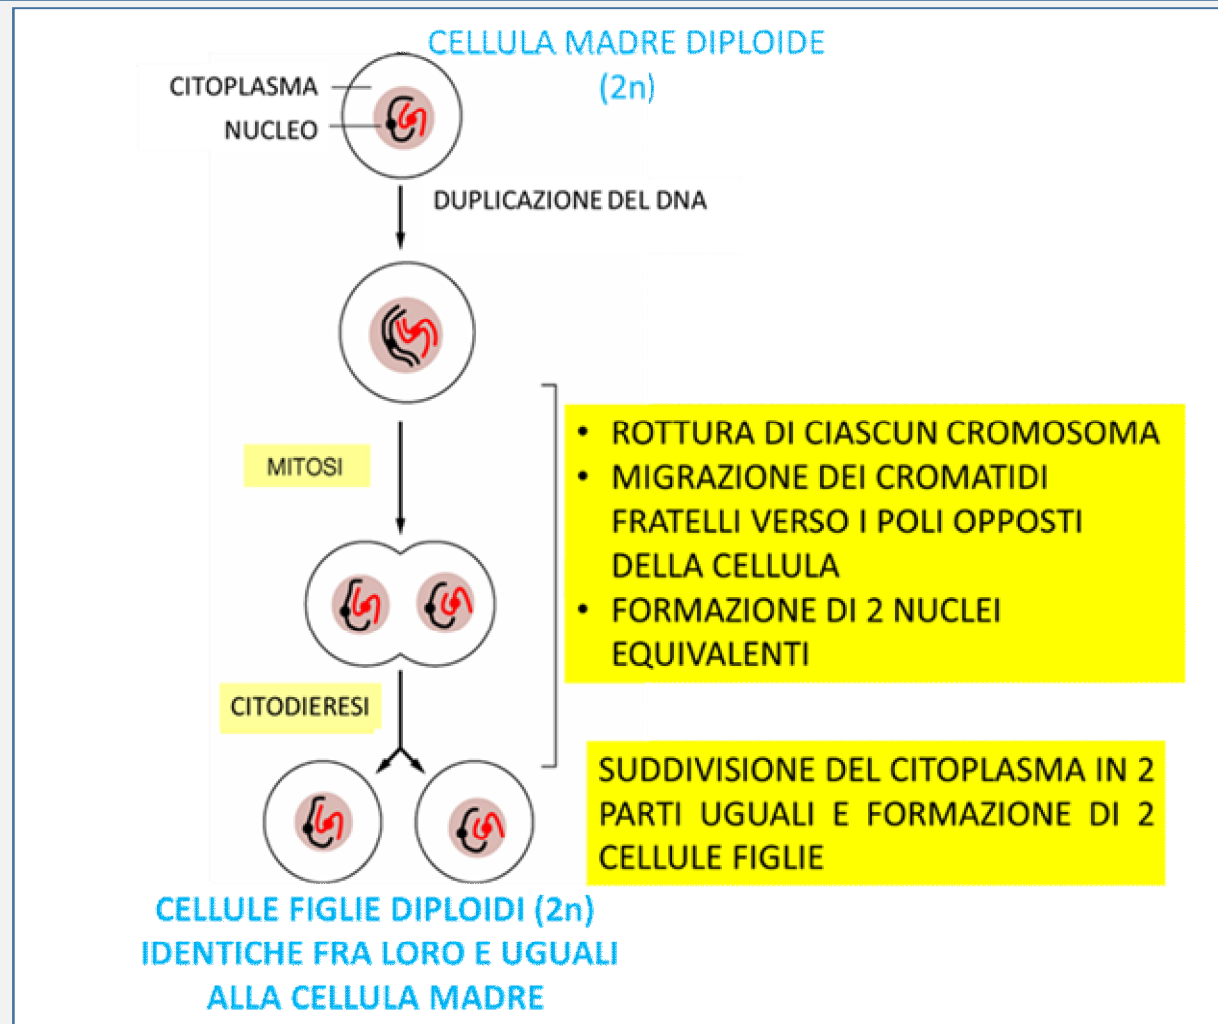 CELLULA MADRE DIPLOIDE
(2n)
CITOPLASMA
NUCLEO
DUPLICAZIONE DEL DNA
MITOSI
• ROTTURA DI CIASCUN CROMOSOMA
• MIGRAZIONE DEI CROMATIDI
FRATELLI VERSO I POLI OPPOSTI
DELLA CELLULA
• FORMAZIONE DI 2 NUCLEI
EQUIVALENTI
CITODIERESI
SUDDIVISIONE DEL CITOPLASMA IN 2
PARTI UGUALI E FORMAZIONE DI 2
CELLULE FIGLIE
CELLULE FIGLIE DIPLOIDI (2n)
IDENTICHE FRA LORO E UGUALI
ALLA CELLULA MADRE